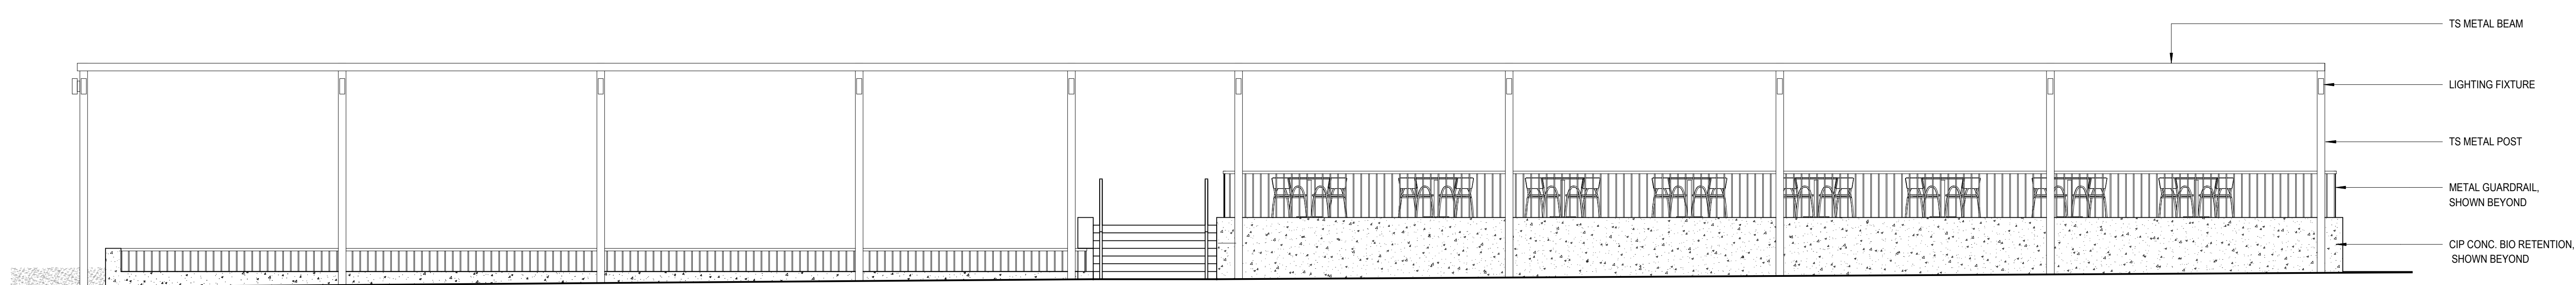 TS METAL BEAM
LIGHTING FIXTURE
TS METAL POST
METAL GUARDRAIL,
SHOWN BEYOND
CIP CONC. BIO RETENTION,
SHOWN BEYOND